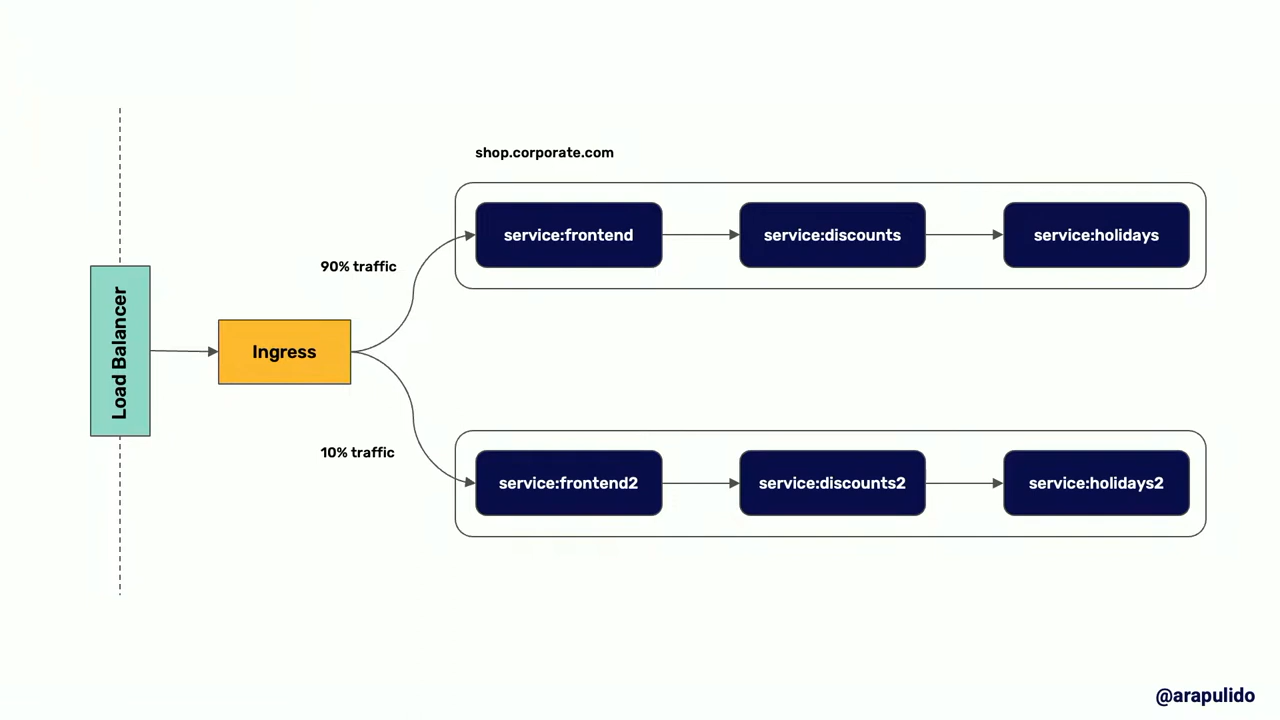 shop.corporate.com
service:frontend
service:discounts
service:holidays
90% traffic
Load Balancer
Ingress
10% traffic
service:frontend2
service:discounts2
service:holidays2
@arapulido